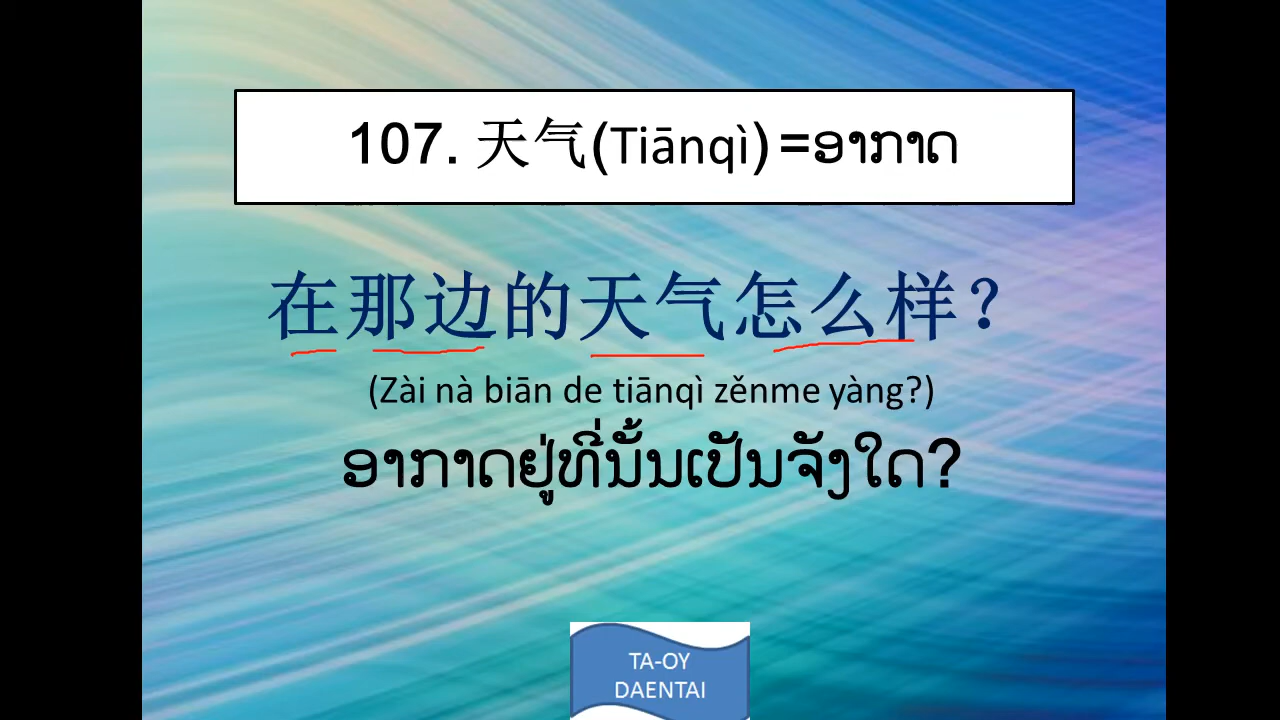 107. 天气(Tiānqì) =ອາກາດ
在那边的天气怎么样？
(Zài nà biān de tiānqì zěnme yàng?)
ອາກາດຢູ່ທີ່ນັ້ນເປັນຈັງໃດ?
TA-OY
DAENTAI